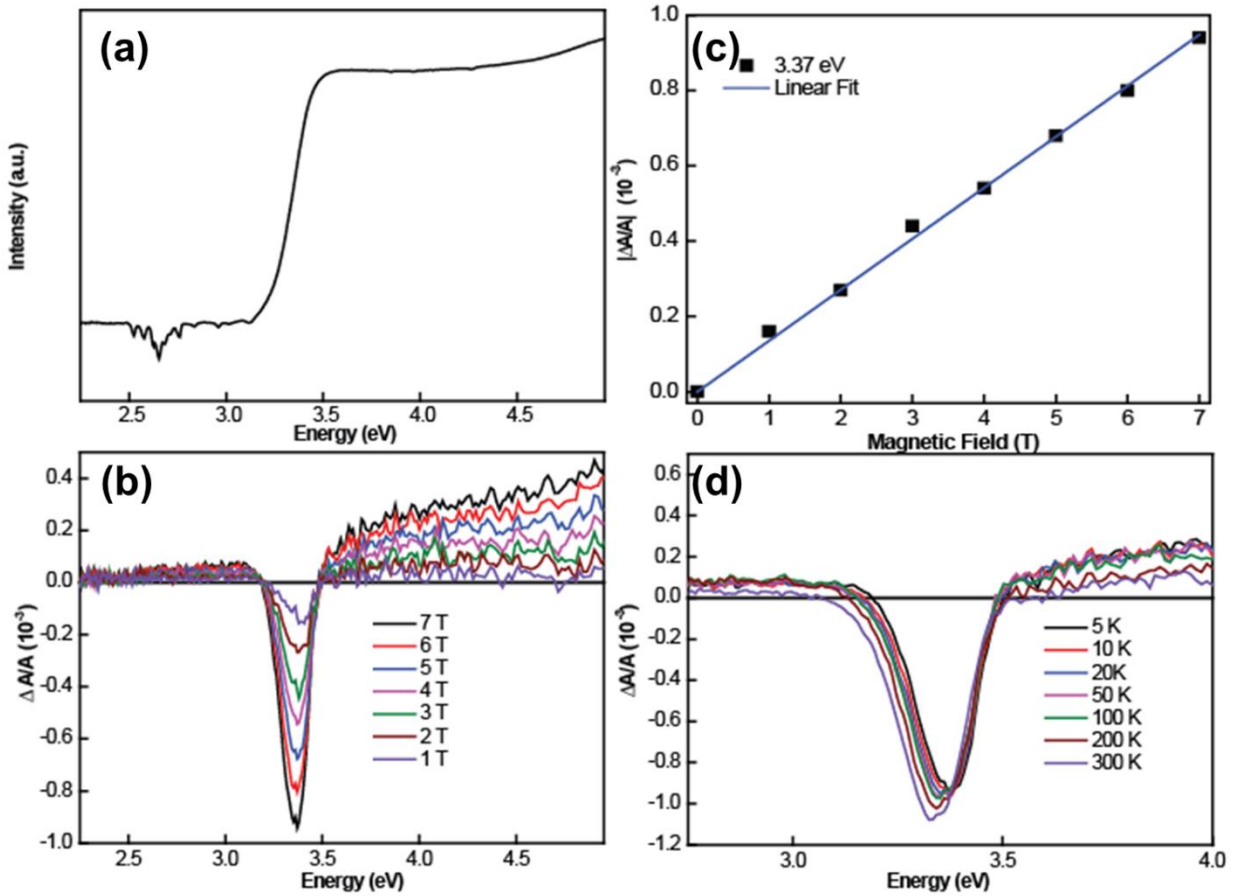 (a)
Intensity (a.u.)
2.5 3.0 3.5 4.0 4.5
Energy (eV)
(c)
3.37 eV
Linear Fit
|ΔA/A| (10⁻³)
1.0
0.8
0.6
0.4
0.2
0.0
0 1 2 3 4 5 6 7
Magnetic Field (T)
(b)
ΔA/A (10⁻³)
0.4
0.2
0.0
-0.2
-0.4
-0.6
-0.8
-1.0
7 T
6 T
5 T
4 T
3 T
2 T
1 T
2.5 3.0 3.5 4.0 4.5
Energy (eV)
(d)
ΔA/A (10⁻³)
0.6
0.4
0.2
0.0
-0.2
-0.4
-0.6
-0.8
-1.0
-1.2
5 K
10 K
20K
50 K
100 K
200 K
300 K
3.0 3.5 4.0
Energy (eV)